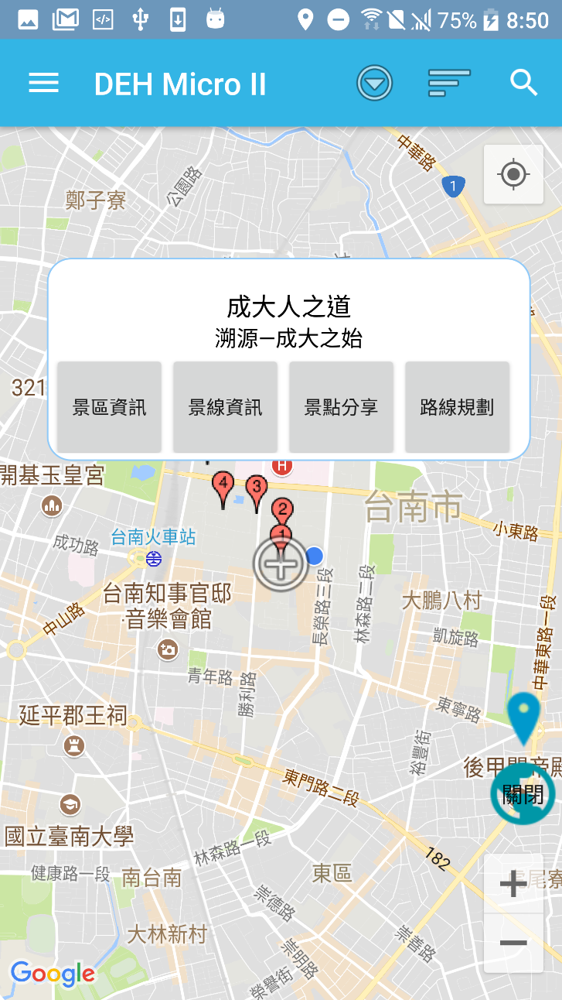 75% 8:50
DEH Micro II
中華路
公園路
1
鄭子寮
成大人之道
溯源—成大之始
321
景區資訊
景線資訊
景點分享
路線規劃
開基玉皇宮
H
4
3
2
1
台南市
小東路
台南火車站
成功路
台南知事官邸
·音樂會館
中山路
長榮路三段
林森路二段
大鵬八村
凱旋路
中華東路一段
青年路
勝利路
東寧路
延平郡王祠
裕豐街
後甲關帝殿
關閉
東門路二段
國立臺南大學
林森路一段
182
健康路一段
南台南
東區
崇德路
大林新村
崇善路
崇明路
榮譽街
Google